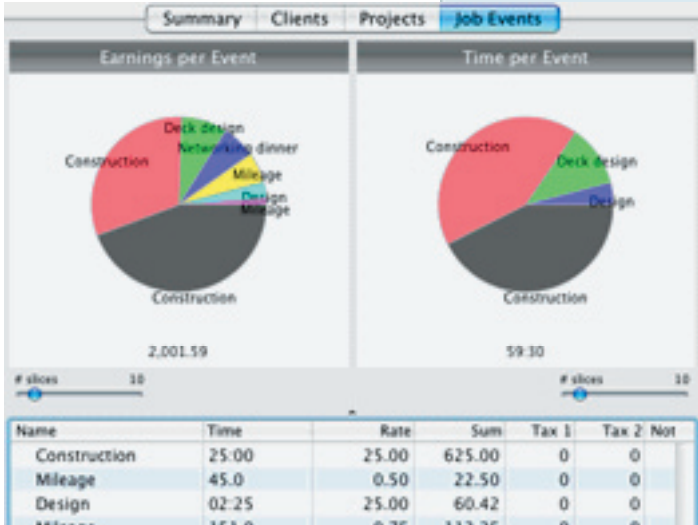 Summary Clients Projects Job Events
Earnings per Event Time per Event
Deck design
Networking dinner
Construction
Mileage
Design
Mileage
Construction
2,001.59
Construction
Deck design
Design
Construction
59:30
# slices 10 # slices 10
Name Time Rate Sum Tax 1 Tax 2 Not
Construction 25:00 25.00 625.00 0 0
Mileage 45.0 0.50 22.50 0 0
Design 02:25 25.00 60.42 0 0